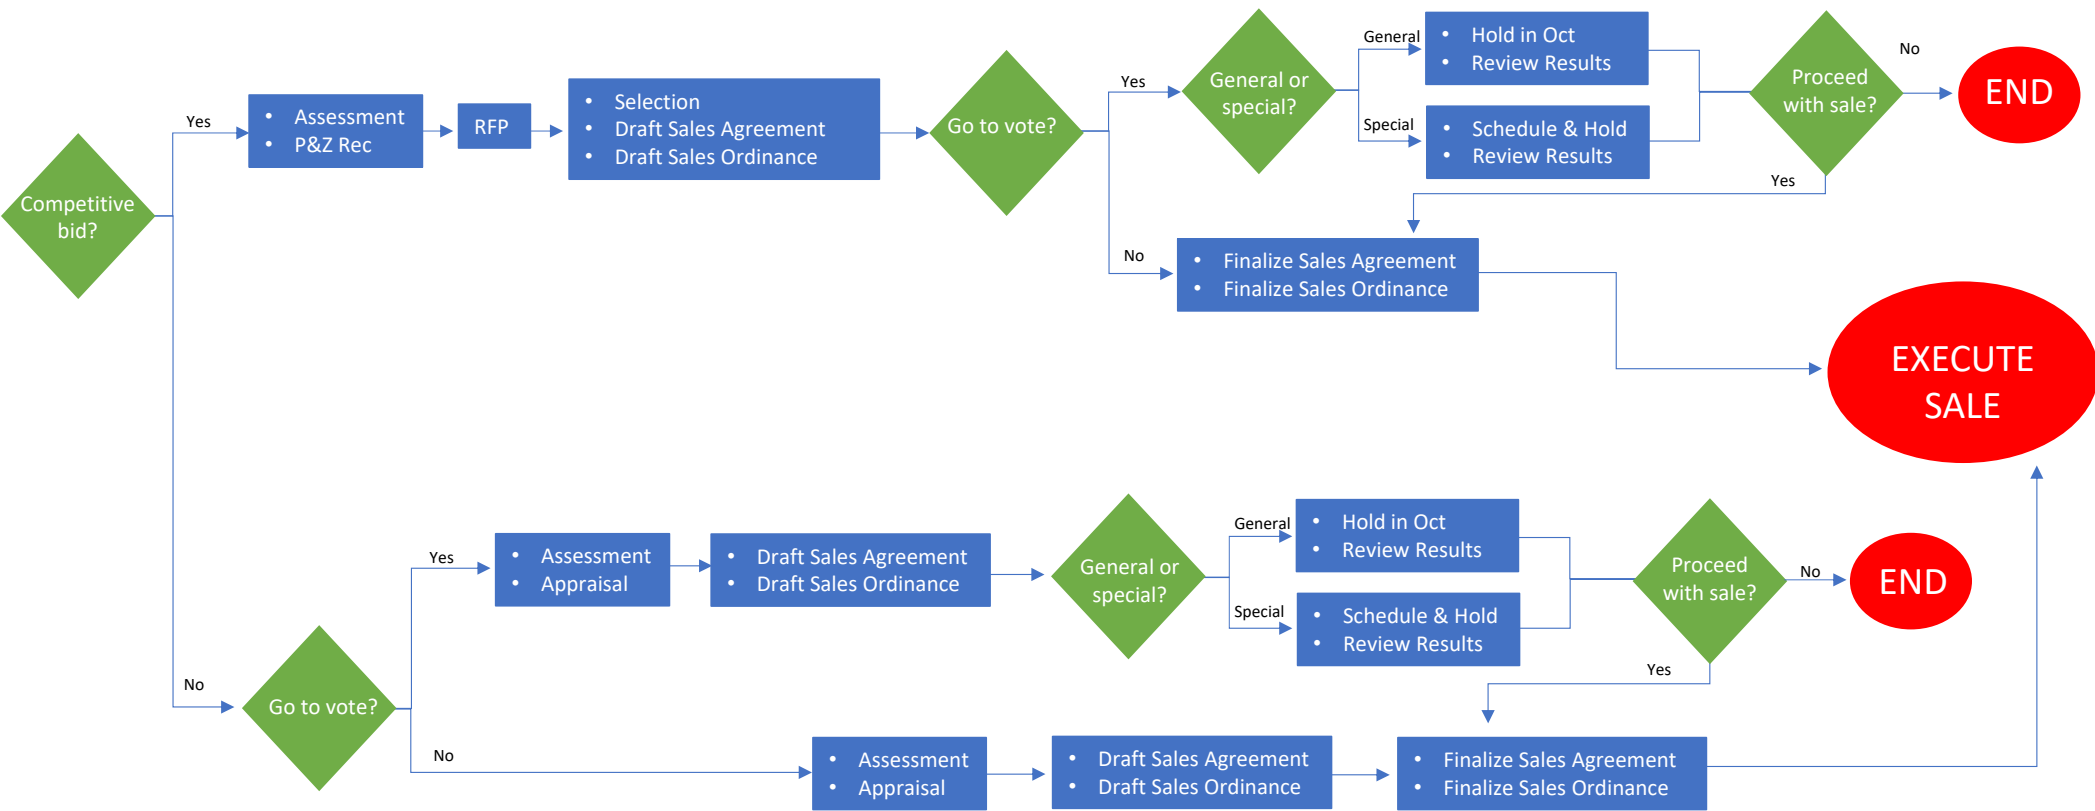 Competitive
bid?
Yes
• Assessment
• P&Z Rec
RFP
• Selection
• Draft Sales Agreement
• Draft Sales Ordinance
Go to vote?
Yes
General or
special?
General
• Hold in Oct
• Review Results
Special
• Schedule & Hold
• Review Results
Proceed
with sale?
No
END
Yes
No
• Finalize Sales Agreement
• Finalize Sales Ordinance
EXECUTE
SALE
No
Go to vote?
Yes
• Assessment
• Appraisal
• Draft Sales Agreement
• Draft Sales Ordinance
General or
special?
General
• Hold in Oct
• Review Results
Special
• Schedule & Hold
• Review Results
Proceed
with sale?
No
END
Yes
No
• Assessment
• Appraisal
• Draft Sales Agreement
• Draft Sales Ordinance
• Finalize Sales Agreement
• Finalize Sales Ordinance